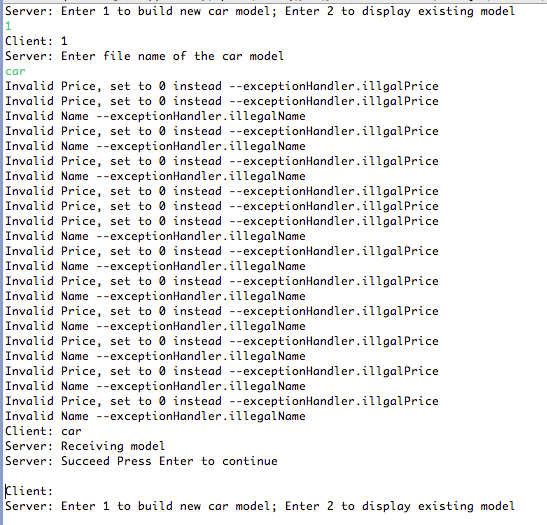 Server: Enter 1 to build new car model; Enter 2 to display existing model
1
Client: 1
Server: Enter file name of the car model
car
Invalid Price, set to 0 instead --exceptionHandler.illgalPrice
Invalid Price, set to 0 instead --exceptionHandler.illgalPrice
Invalid Name --exceptionHandler.illegalName
Invalid Price, set to 0 instead --exceptionHandler.illgalPrice
Invalid Name --exceptionHandler.illegalName
Invalid Price, set to 0 instead --exceptionHandler.illgalPrice
Invalid Name --exceptionHandler.illegalName
Invalid Price, set to 0 instead --exceptionHandler.illgalPrice
Invalid Price, set to 0 instead --exceptionHandler.illgalPrice
Invalid Price, set to 0 instead --exceptionHandler.illgalPrice
Invalid Name --exceptionHandler.illegalName
Invalid Price, set to 0 instead --exceptionHandler.illgalPrice
Invalid Name --exceptionHandler.illegalName
Invalid Price, set to 0 instead --exceptionHandler.illgalPrice
Invalid Name --exceptionHandler.illegalName
Invalid Price, set to 0 instead --exceptionHandler.illgalPrice
Invalid Name --exceptionHandler.illegalName
Invalid Price, set to 0 instead --exceptionHandler.illgalPrice
Invalid Name --exceptionHandler.illegalName
Invalid Price, set to 0 instead --exceptionHandler.illgalPrice
Invalid Name --exceptionHandler.illegalName
Invalid Price, set to 0 instead --exceptionHandler.illgalPrice
Invalid Name --exceptionHandler.illegalName
Client: car
Server: Receiving model
Server: Succeed Press Enter to continue
Client:
Server: Enter 1 to build new car model; Enter 2 to display existing model